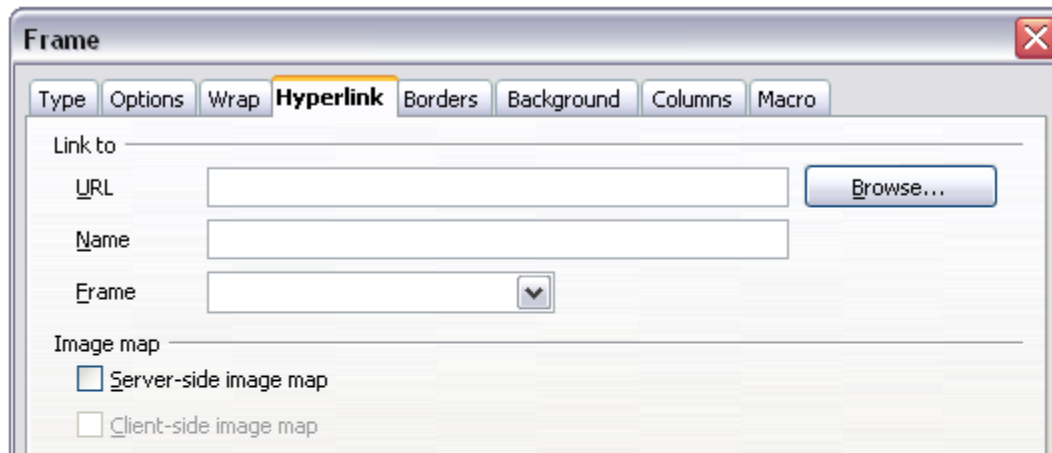 Frame
Type Options Wrap Hyperlink Borders Background Columns Macro
Link to
URL Browse...
Name
Frame
Image map
Server-side image map
Client-side image map